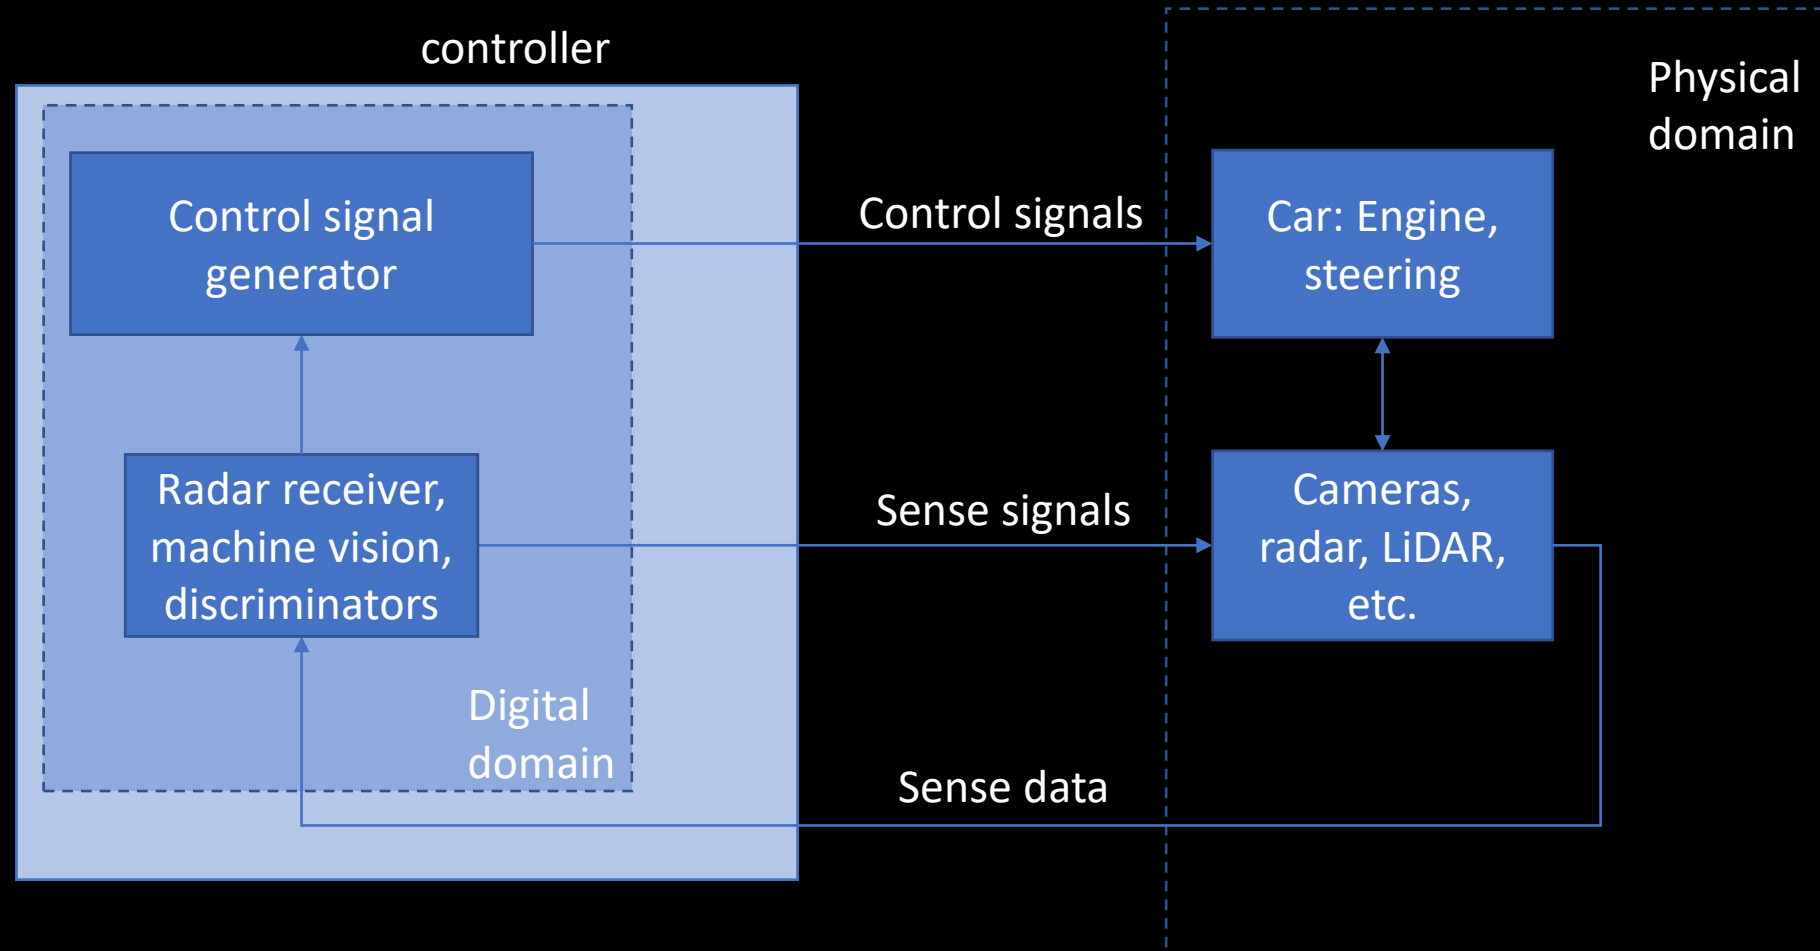 controller
Physical
domain
Control signal
generator
Control signals
Car: Engine,
steering
Radar receiver,
machine vision,
discriminators
Sense signals
Cameras,
radar, LiDAR,
etc.
Digital
domain
Sense data